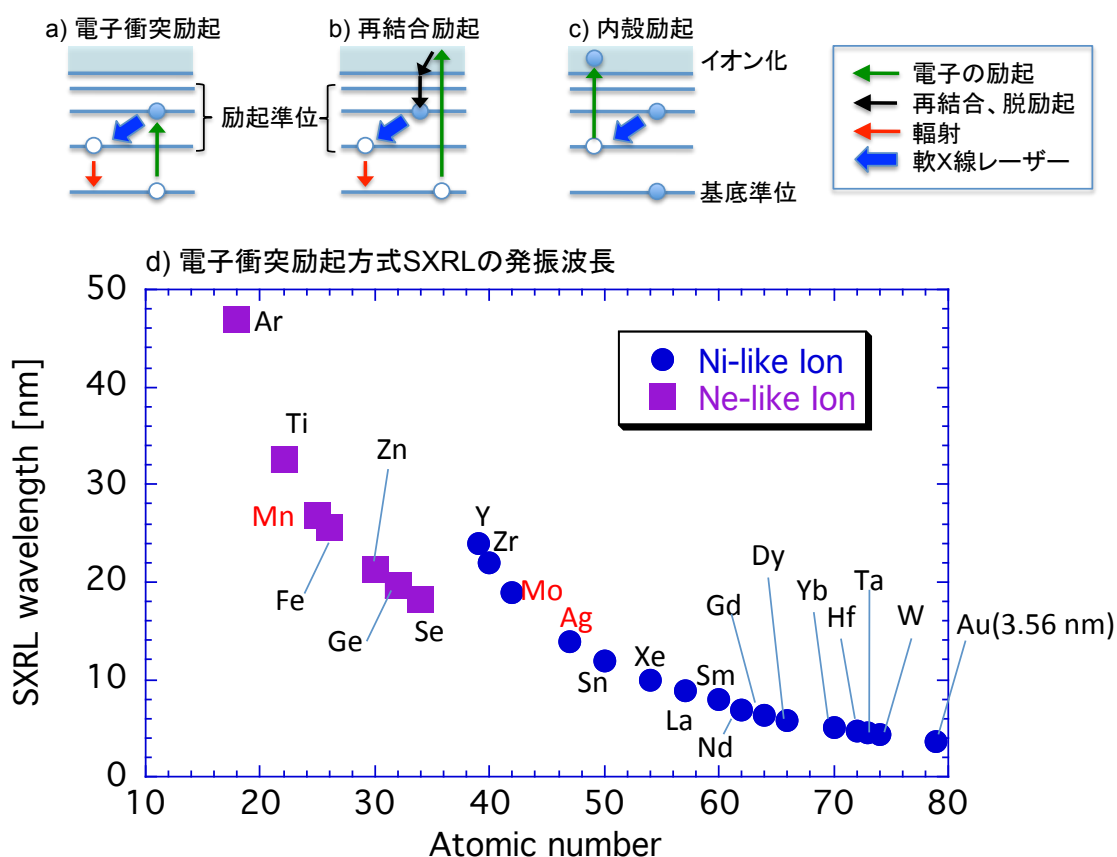 a) 電子衝突励起
b) 再結合励起
c) 内殻励起
イオン化
励起準位
基底準位
電子の励起
再結合、脱励起
輻射
軟X線レーザー
d) 電子衝突励起方式SXRLの発振波長
SXRL wavelength [nm]
50
40
30
20
10
0
Ni-like Ion
Ne-like Ion
Ar
Ti
Zn
Mn
Fe
Ge
Se
Y
Zr
Mo
Ag
Sn
Xe
La
Sm
Nd
Gd
Dy
Yb
Hf
Ta
W
Au(3.56 nm)
10
20
30
40
50
60
70
80
Atomic number